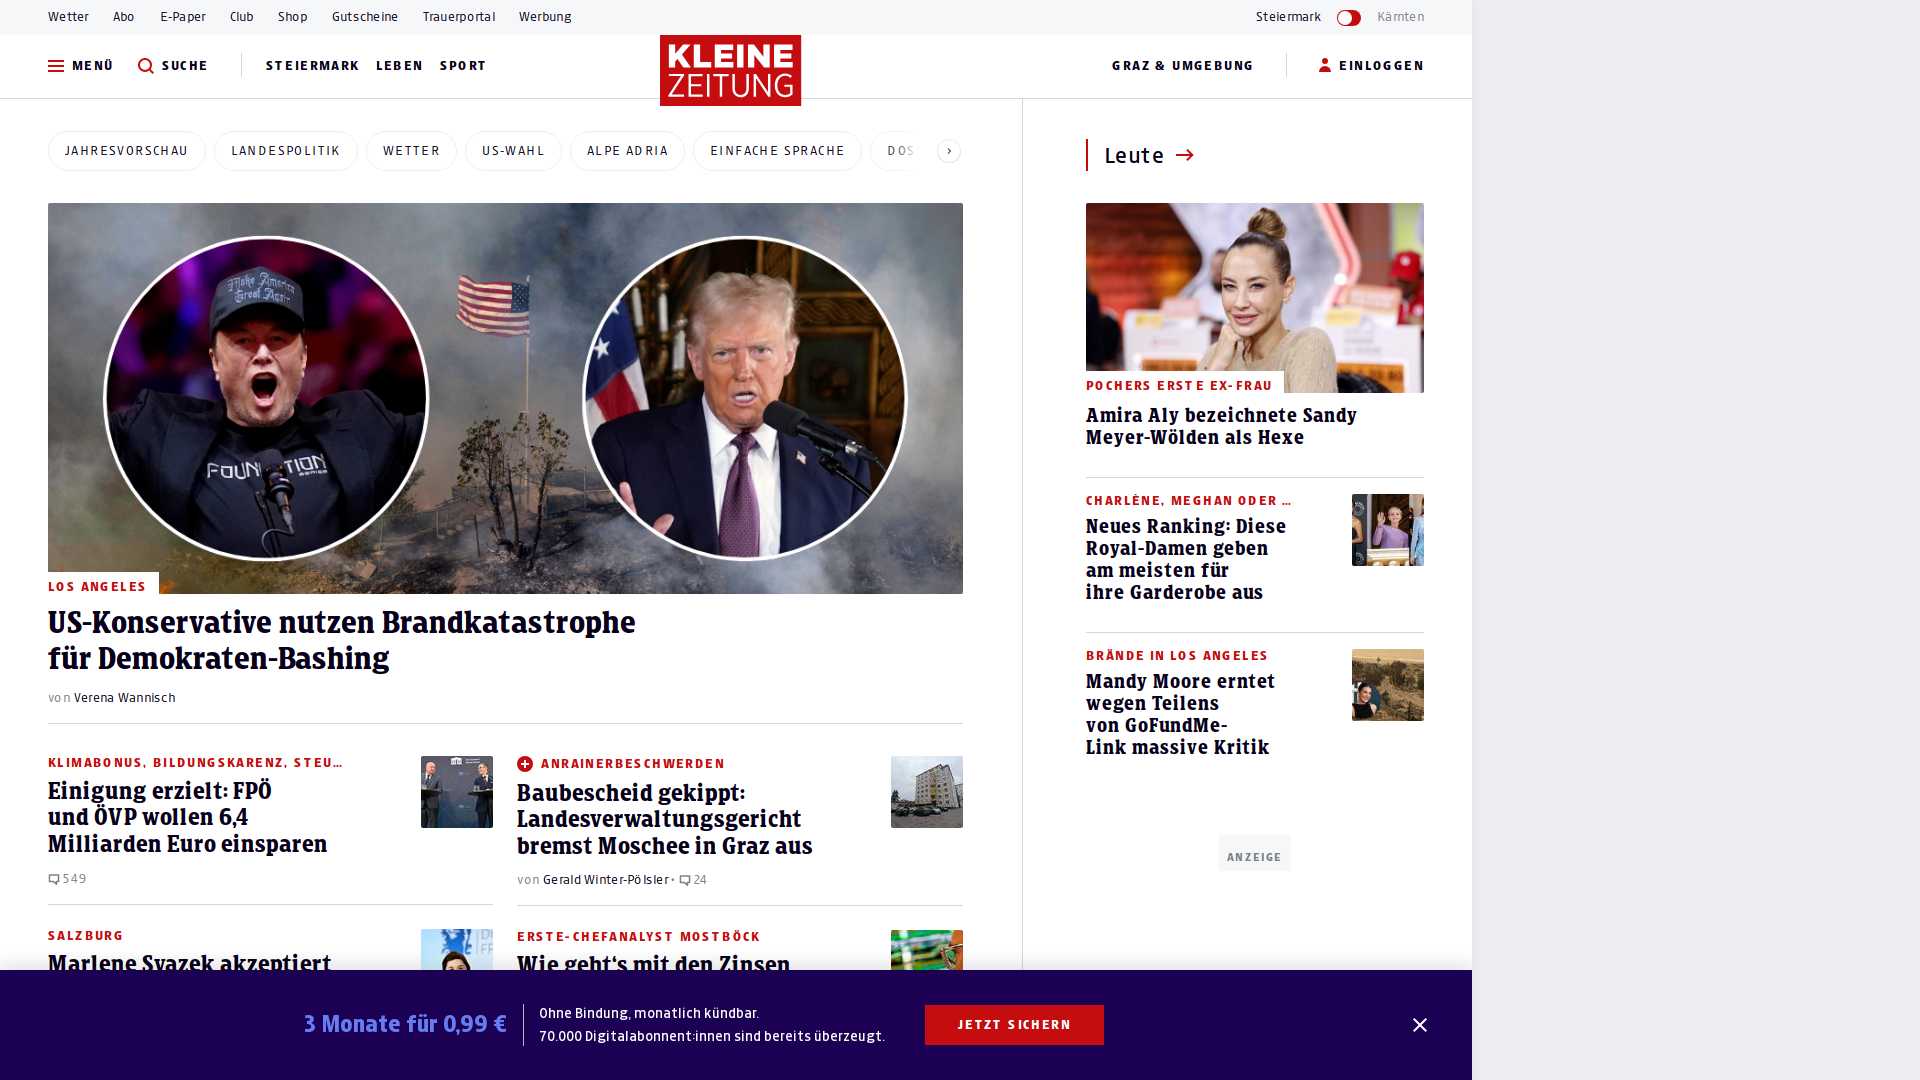 Wetter Abo E-Paper Club Shop Gutscheine Trauerportal Werbung Steiermark Kärnten
MENÜ SUCHE STEIERMARK LEBEN SPORT KLEINE ZEITUNG GRAZ & UMGEBUNG EINLOGGEN
JAHRESVORSCHAU LANDESPOLITIK WETTER US-WAHL ALPE ADRIA EINFACHE SPRACHE DOS
Make America
Great Again
FOUNDATION
LOS ANGELES
US-Konservative nutzen Brandkatastrophe
für Demokraten-Bashing
von Verena Wannisch
KLIMABONUS, BILDUNGSKARENZ, STEU…
Einigung erzielt: FPÖ
und ÖVP wollen 6,4
Milliarden Euro einsparen
549
ANRAINERBESCHWERDEN
Baubescheid gekippt:
Landesverwaltungsgericht
bremst Moschee in Graz aus
von Gerald Winter-Pölsler • 24
SALZBURG
Marlene Svazek akzeptiert
ERSTE-CHEFANALYST MOSTBÖCK
Wie geht's mit den Zinsen
Leute
POCHERS ERSTE EX-FRAU
Amira Aly bezeichnete Sandy
Meyer-Wölden als Hexe
CHARLÈNE, MEGHAN ODER …
Neues Ranking: Diese
Royal-Damen geben
am meisten für
ihre Garderobe aus
BRÄNDE IN LOS ANGELES
Mandy Moore erntet
wegen Teilens
von GoFundMe-
Link massive Kritik
ANZEIGE
3 Monate für 0,99 €
Ohne Bindung, monatlich kündbar.
70.000 Digitalabonnent:innen sind bereits überzeugt.
JETZT SICHERN